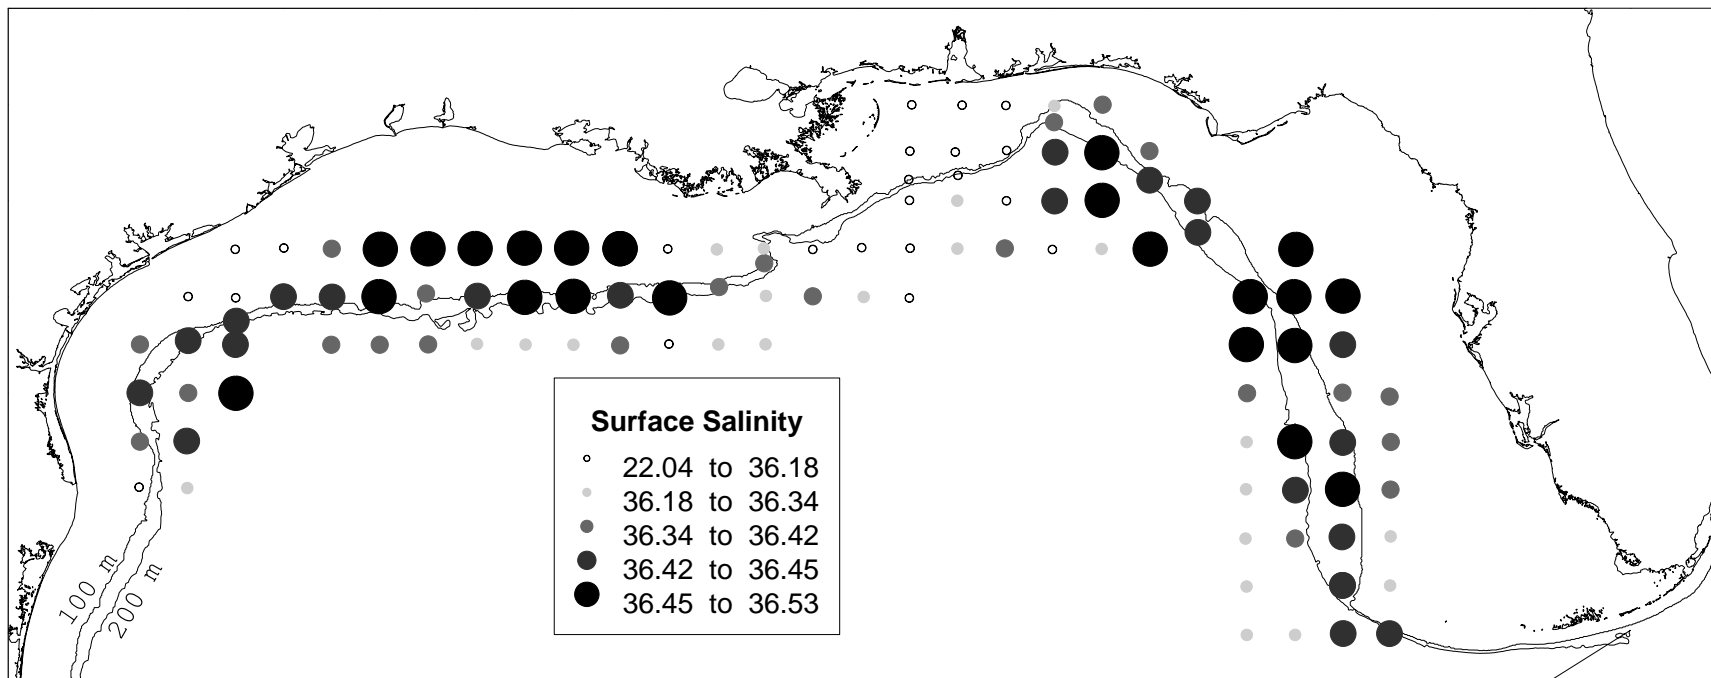 Surface Salinity
22.04 to 36.18
36.18 to 36.34
36.34 to 36.42
36.42 to 36.45
36.45 to 36.53
100 m
200 m